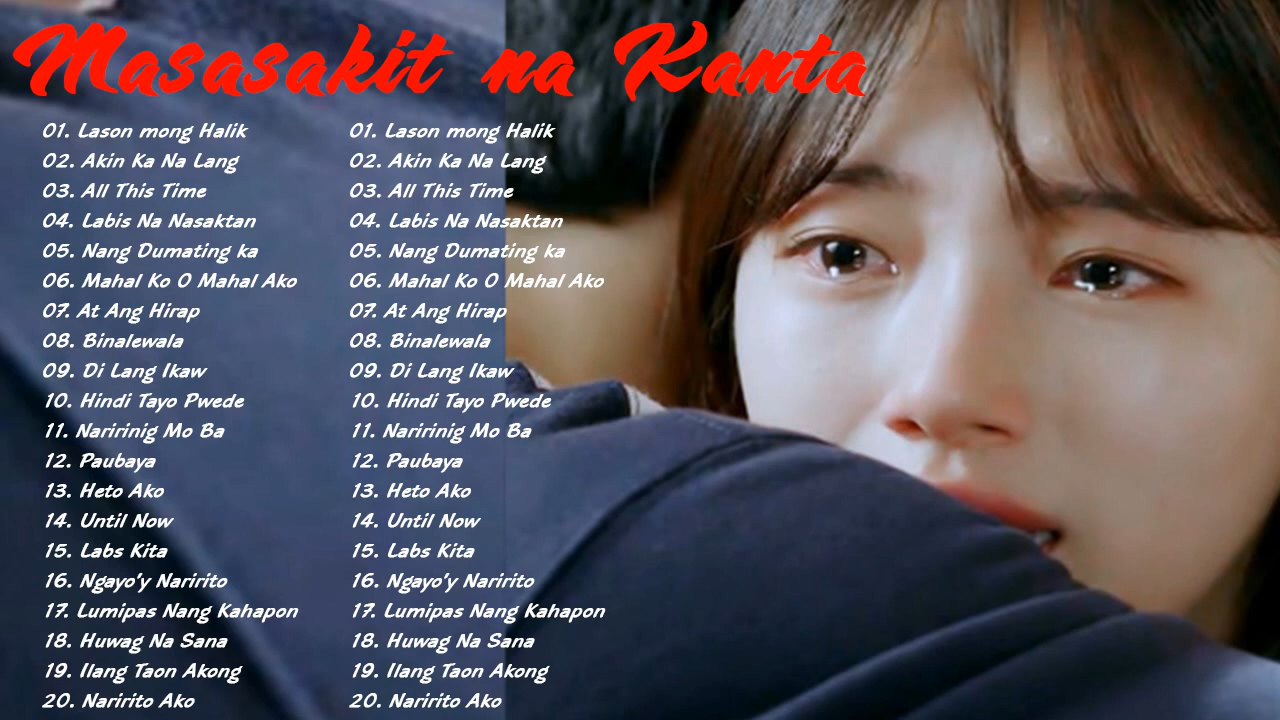 Masasakit na Kanta
01. Lason mong Halik
02. Akin Ka Na Lang
03. All This Time
04. Labis Na Nasaktan
05. Nang Dumating ka
06. Mahal Ko O Mahal Ako
07. At Ang Hirap
08. Binalewala
09. Di Lang Ikaw
10. Hindi Tayo Pwede
11. Naririnig Mo Ba
12. Paubaya
13. Heto Ako
14. Until Now
15. Labs Kita
16. Ngayo'y Naririto
17. Lumipas Nang Kahapon
18. Huwag Na Sana
19. Ilang Taon Akong
20. Naririto Ako
01. Lason mong Halik
02. Akin Ka Na Lang
03. All This Time
04. Labis Na Nasaktan
05. Nang Dumating ka
06. Mahal Ko O Mahal Ako
07. At Ang Hirap
08. Binalewala
09. Di Lang Ikaw
10. Hindi Tayo Pwede
11. Naririnig Mo Ba
12. Paubaya
13. Heto Ako
14. Until Now
15. Labs Kita
16. Ngayo'y Naririto
17. Lumipas Nang Kahapon
18. Huwag Na Sana
19. Ilang Taon Akong
20. Naririto Ako